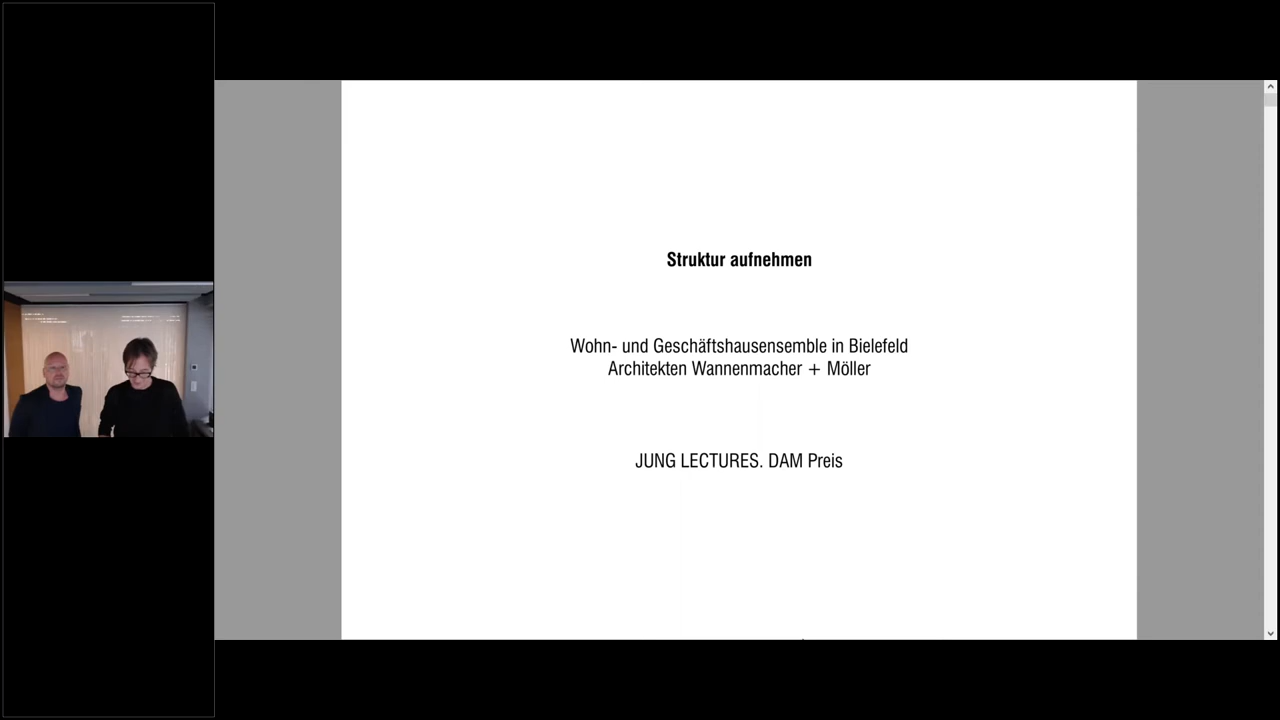 Struktur aufnehmen
Wohn- und Geschäftshausensemble in Bielefeld
Architekten Wannenmacher + Möller
JUNG LECTURES. DAM Preis